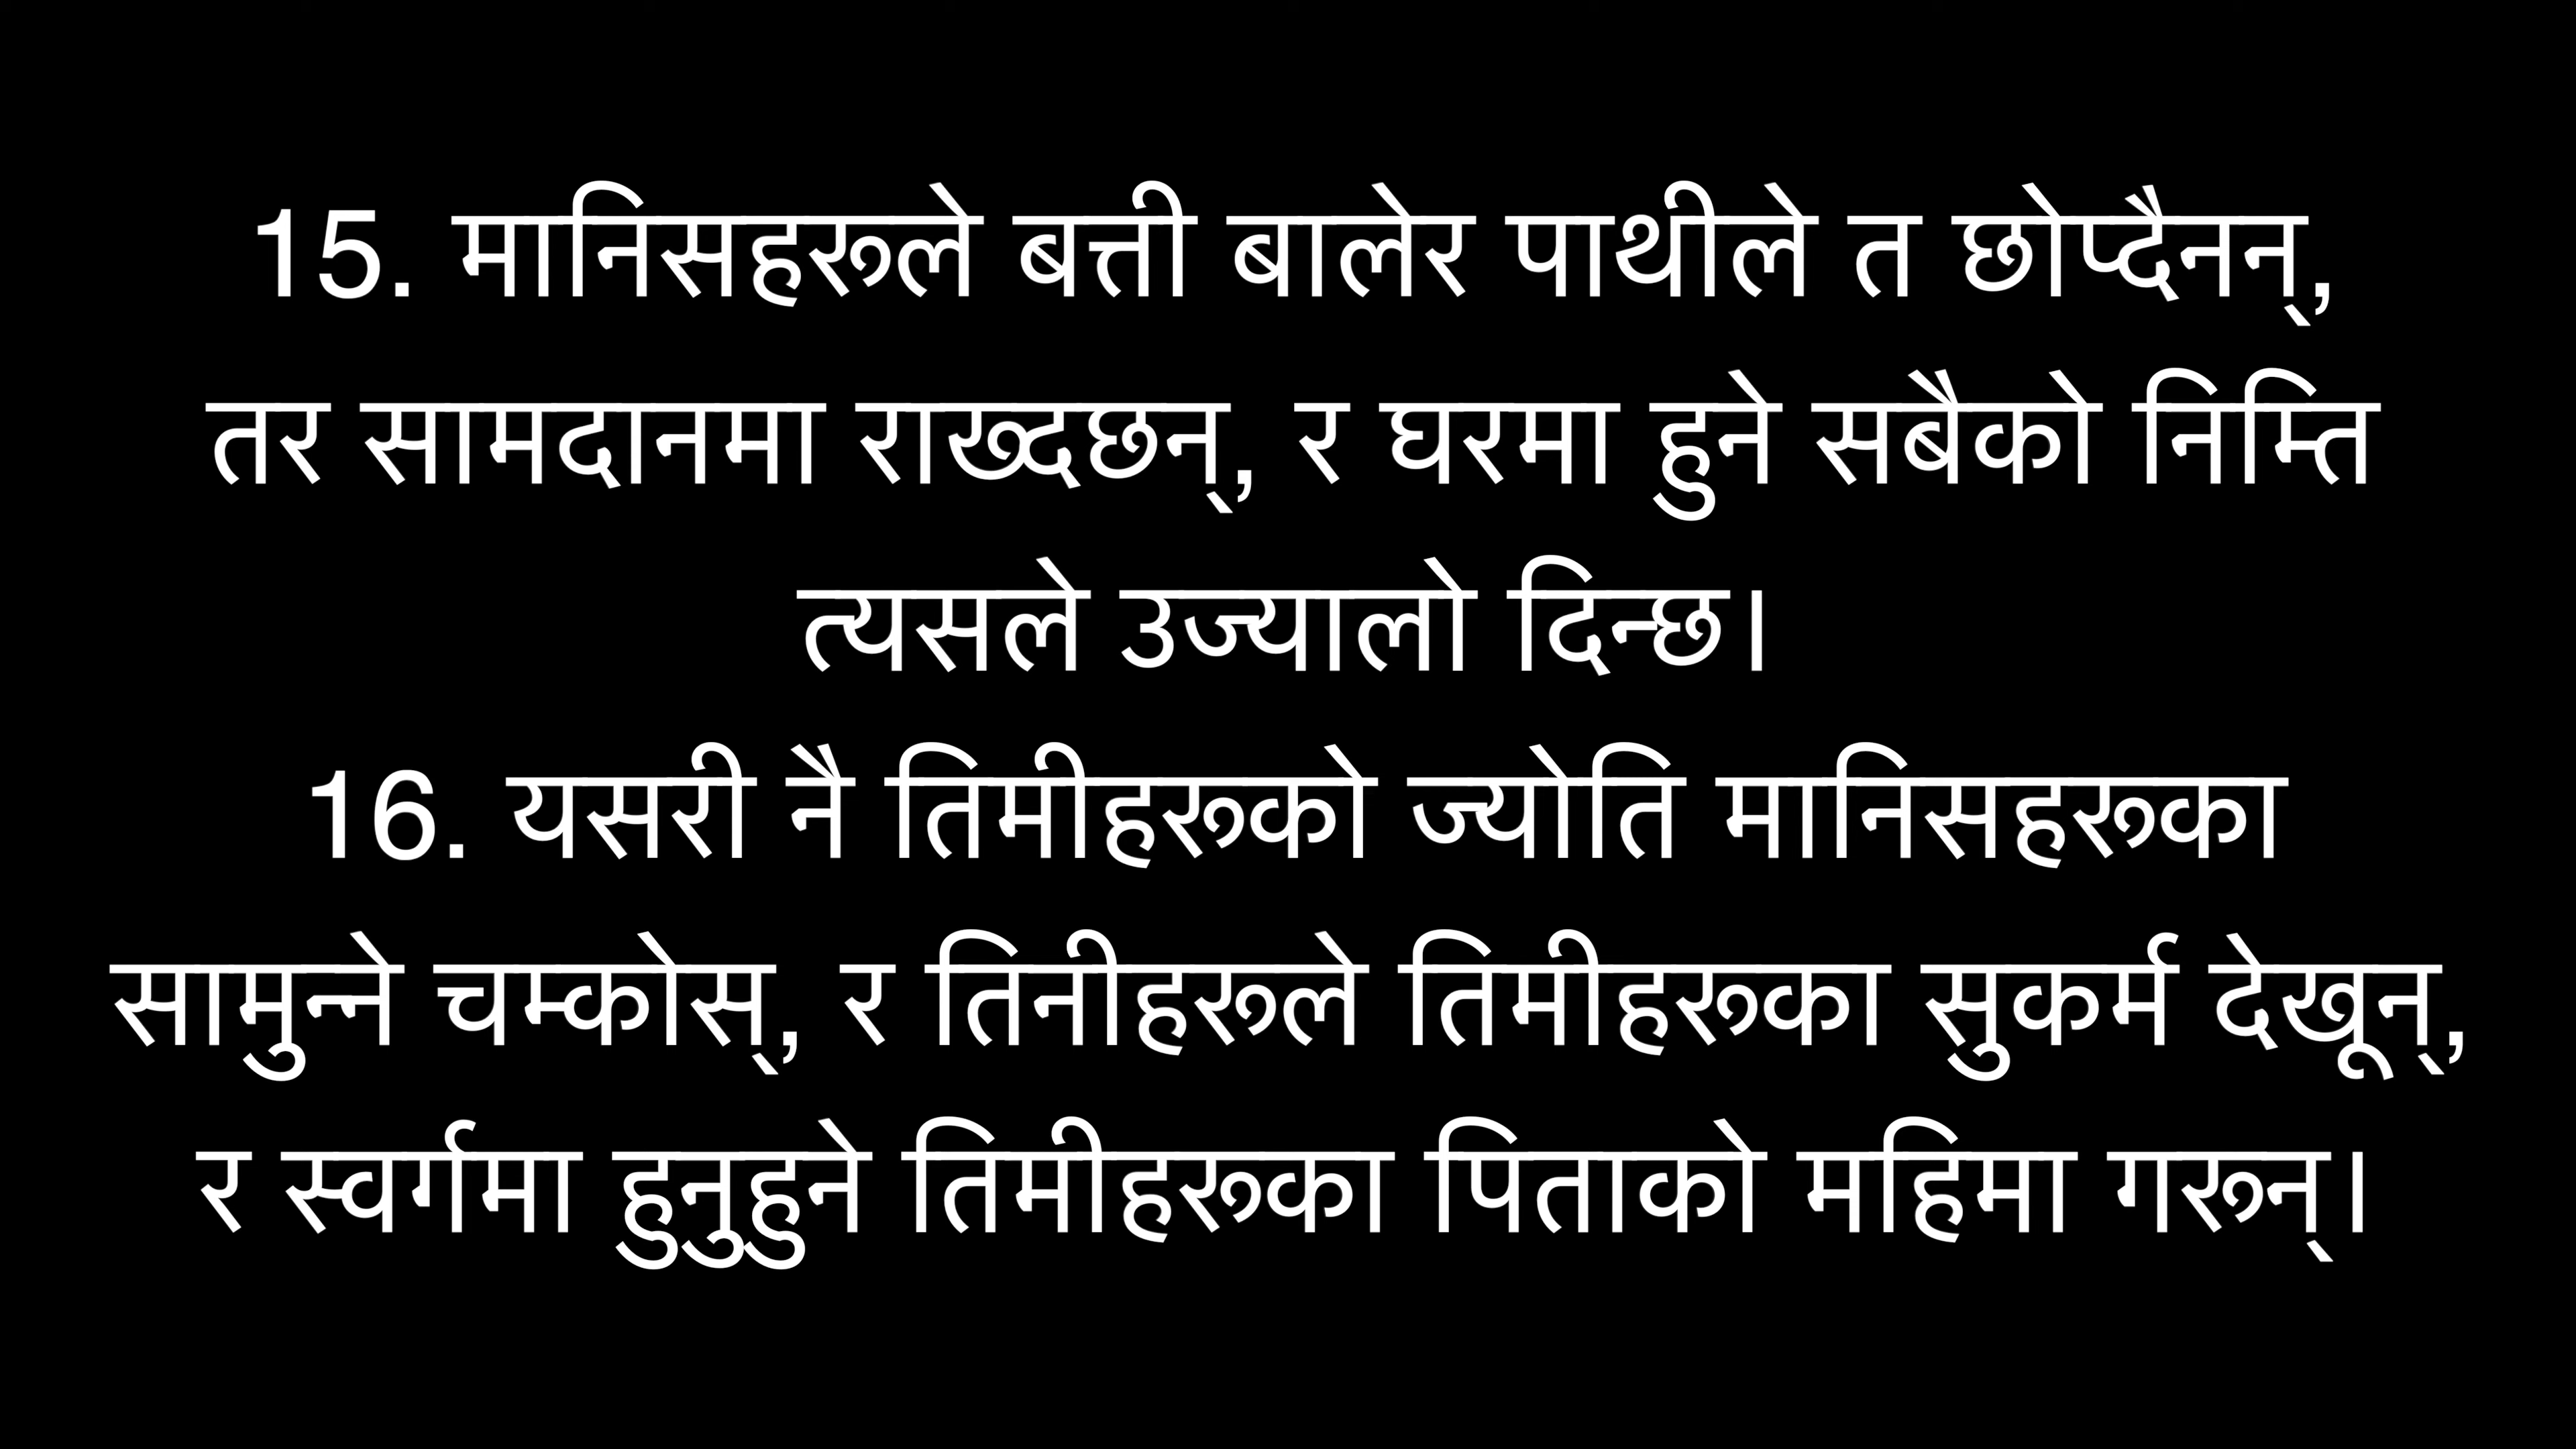 15. मानिसहरूले बत्ती बालेर पाथीले त छोप्दैनन्,
तर सामदानमा राख्दछन्, र घरमा हुने सबैको निम्ति
त्यसले उज्यालो दिन्छ।
16. यसरी नै तिमीहरूको ज्योति मानिसहरूका
सामुन्ने चम्कोस्, र तिनीहरूले तिमीहरूका सुकर्म देखून्,
र स्वर्गमा हुनुहुने तिमीहरूका पिताको महिमा गरून्।